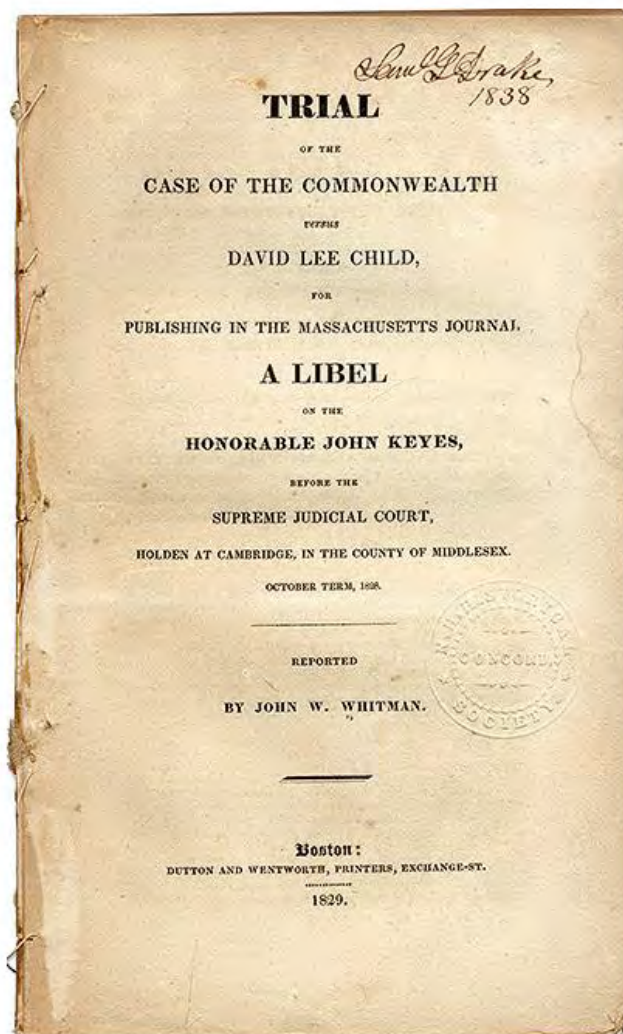 Saml G Drake
1838
TRIAL
OF THE
CASE OF THE COMMONWEALTH
versus
DAVID LEE CHILD,
FOR
PUBLISHING IN THE MASSACHUSETTS JOURNAL
A LIBEL
ON THE
HONORABLE JOHN KEYES,
BEFORE THE
SUPREME JUDICIAL COURT,
HOLDEN AT CAMBRIDGE, IN THE COUNTY OF MIDDLESEX.
OCTOBER TERM, 1828.
REPORTED
BY JOHN W. WHITMAN.
CONCORD
SOCIETY
Boston:
DUTTON AND WENTWORTH, PRINTERS, EXCHANGE-ST.
1829.